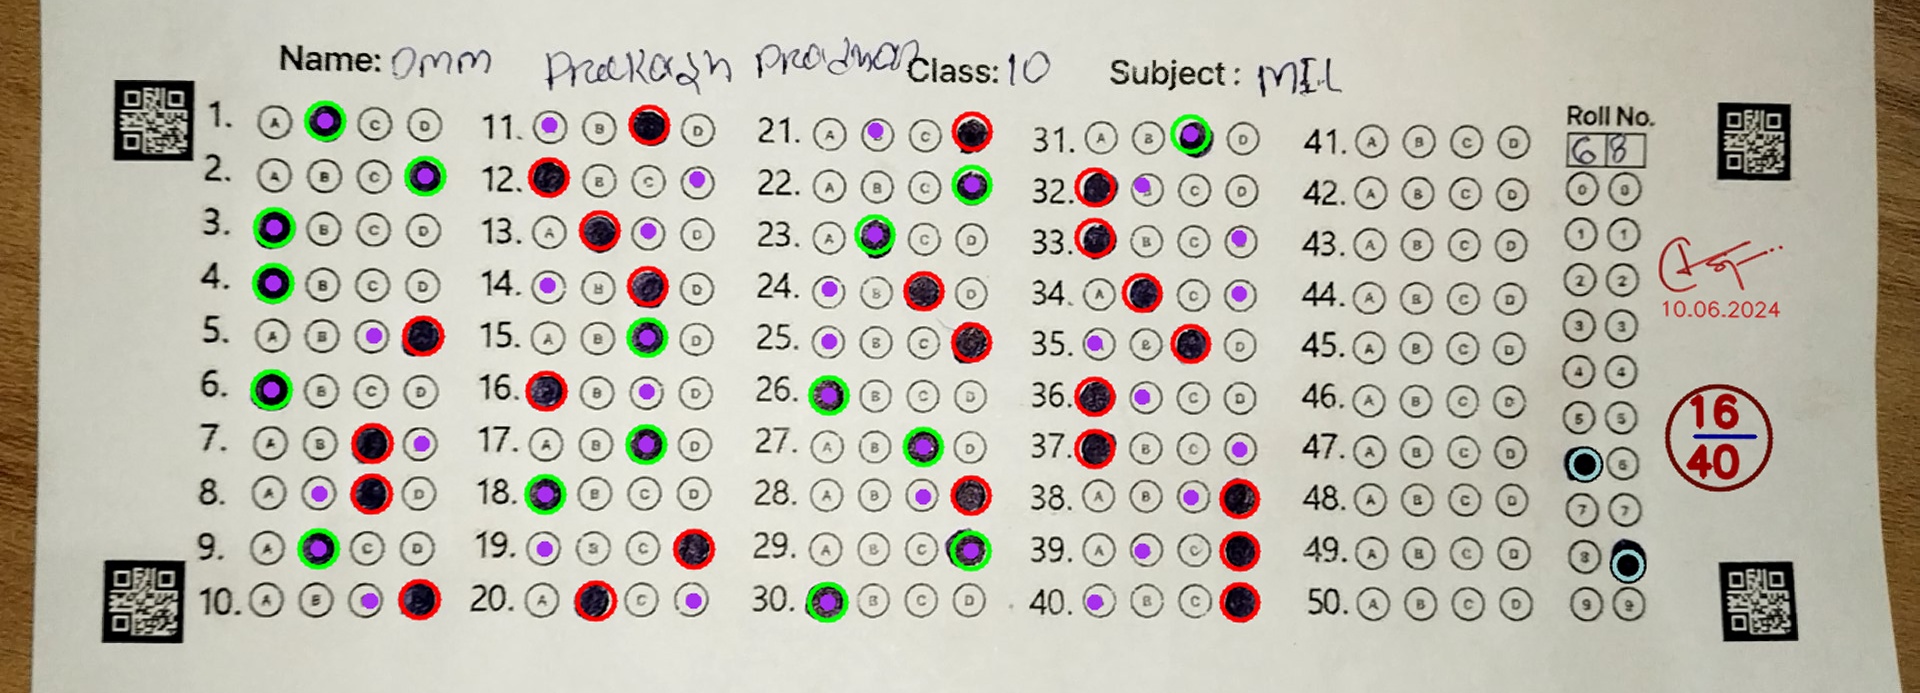 Name: Omm Prakash Pradhan Class: 10 Subject: MIL
Roll No.
68
1. A C D
2. A B C
3. B C D
4. B C D
5. A B
6. B C D
7. A B
8. A D
9. A C D
10. A B
11. B D
12. B C
13. A D
14. B D
15. A B D
16. B D
17. A B D
18. B C D
19. B C
20. A C
21. A C
22. A B C
23. A C D
24. B D
25. B C
26. B C D
27. A B D
28. A B
29. A B C
30. B C D
31. A B D
32. C D
33. B C
34. A C
35. B D
36. C D
37. B C
38. A B
39. A C
40. B C
41. A B C D
42. A B C D
43. A B C D
44. A B C D
45. A B C D
46. A B C D
47. A B C D
48. A B C D
49. A B C D
50. A B C D
0 0
1 1
2 2
3 3
4 4
5 5
6
7 7
8
9 9
10.06.2024
16
40